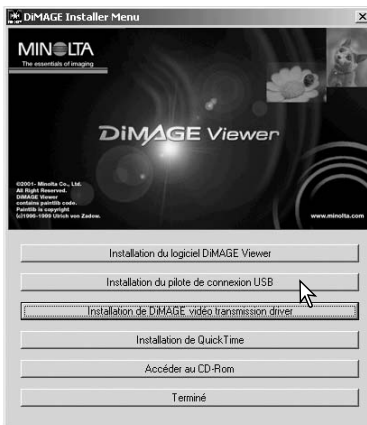 DiMAGE Installer Menu
MINOLTA
The essentials of imaging
DiMAGE Viewer
©2001- Minolta Co., Ltd.
All Right Reserved.
DiMAGE Viewer
contains paintlib code.
Paintlib is copyright
(c)1996-1999 Ulrich von Zadow.
www.minolta.com
Installation du logiciel DiMAGE Viewer
Installation du pilote de connexion USB
Installation de DiMAGE vidéo transmission driver
Installation de QuickTime
Accéder au CD-Rom
Terminé